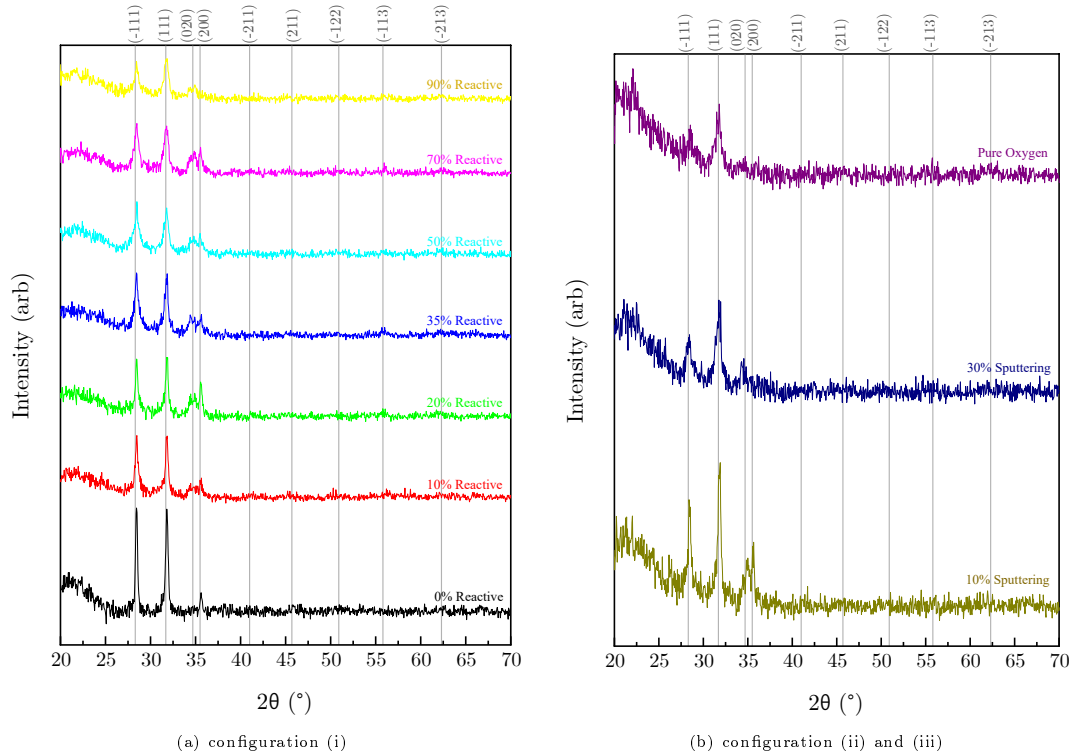 (-111) (111) (020) (200) (-211) (211) (-122) (-113) (-213)
90% Reactive
70% Reactive
50% Reactive
35% Reactive
20% Reactive
10% Reactive
0% Reactive
Intensity (arb)
20 25 30 35 40 45 50 55 60 65 70
2θ (°)
(a) configuration (i)
(-111) (111) (020) (200) (-211) (211) (-122) (-113) (-213)
Pure Oxygen
30% Sputtering
10% Sputtering
Intensity (arb)
20 25 30 35 40 45 50 55 60 65 70
2θ (°)
(b) configuration (ii) and (iii)